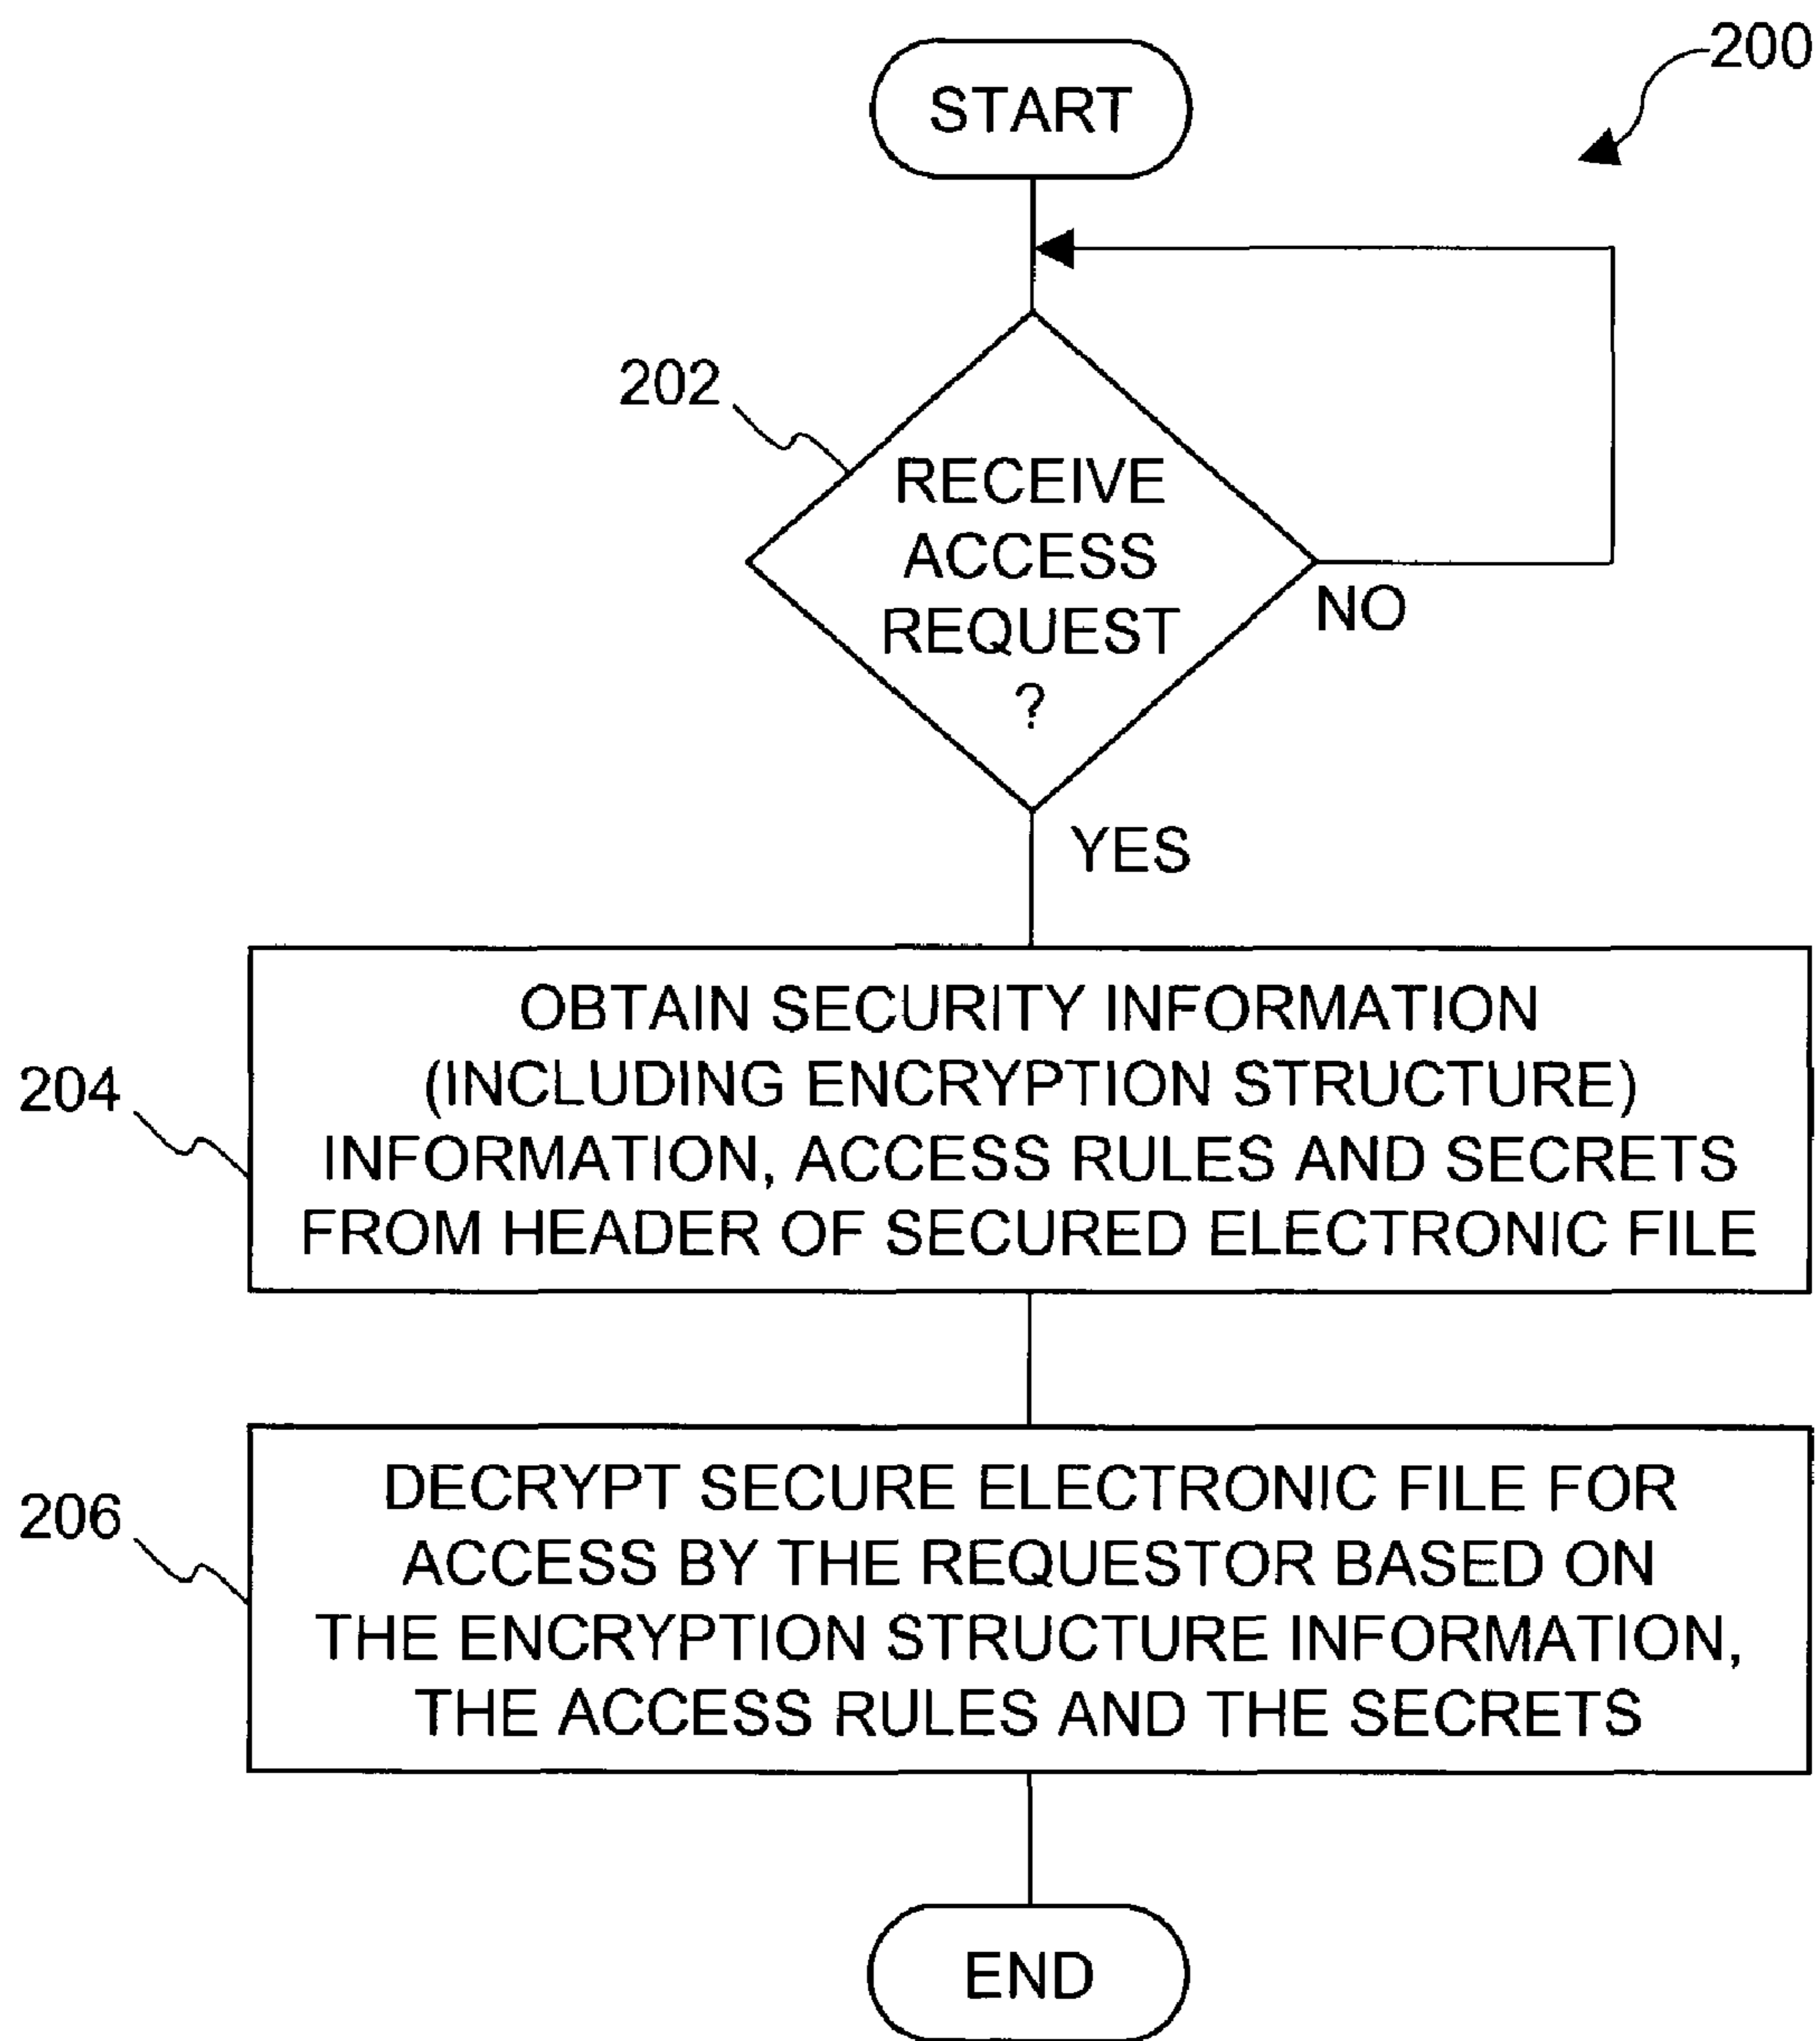 200
START
202
RECEIVE
ACCESS
REQUEST
?
NO
YES
204
OBTAIN SECURITY INFORMATION
(INCLUDING ENCRYPTION STRUCTURE)
INFORMATION, ACCESS RULES AND SECRETS
FROM HEADER OF SECURED ELECTRONIC FILE
206
DECRYPT SECURE ELECTRONIC FILE FOR
ACCESS BY THE REQUESTOR BASED ON
THE ENCRYPTION STRUCTURE INFORMATION,
THE ACCESS RULES AND THE SECRETS
END